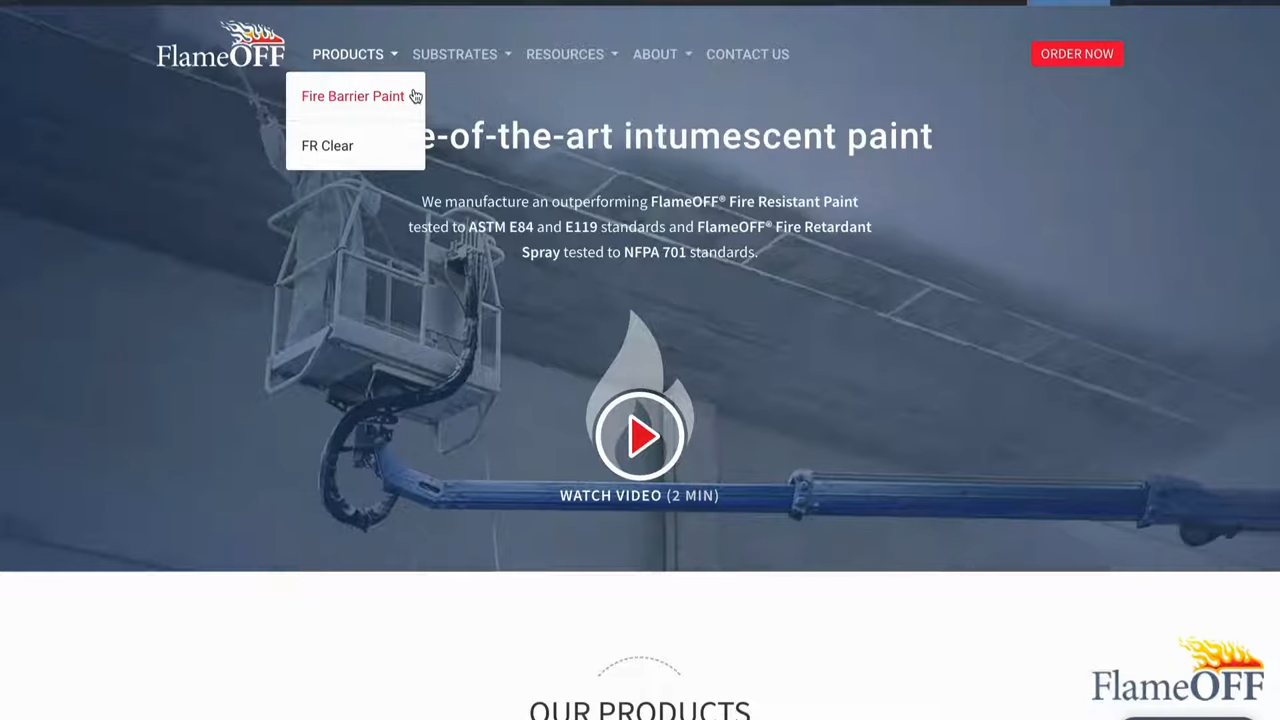 FlameOFF
PRODUCTS
SUBSTRATES
RESOURCES
ABOUT
CONTACT US
ORDER NOW
Fire Barrier Paint
FR Clear
e-of-the-art intumescent paint
We manufacture an outperforming FlameOFF® Fire Resistant Paint
tested to ASTM E84 and E119 standards and FlameOFF® Fire Retardant
Spray tested to NFPA 701 standards.
WATCH VIDEO (2 MIN)
OUR PRODUCTS
FlameOFF